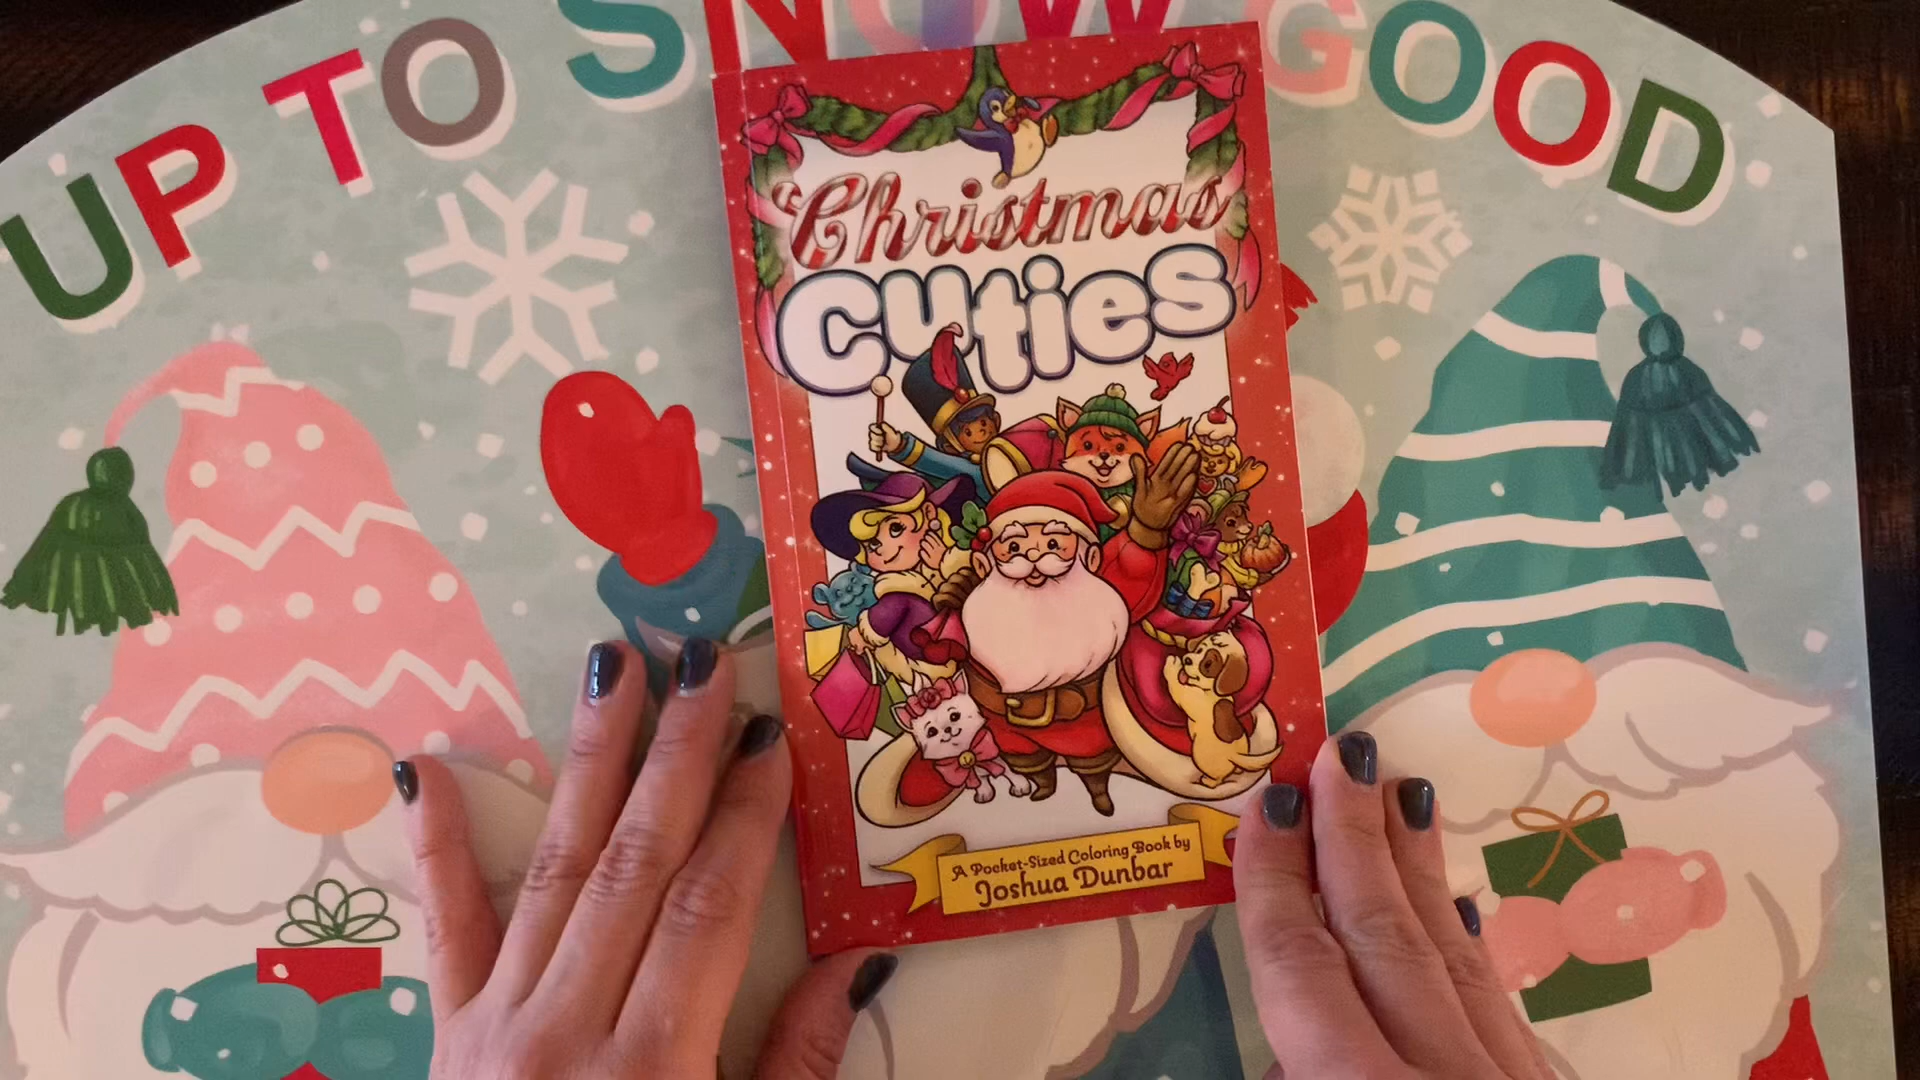 UP TO SNOW GOOD
Christmas
Cuties
A Pocket-Sized Coloring Book by
Joshua Dunbar